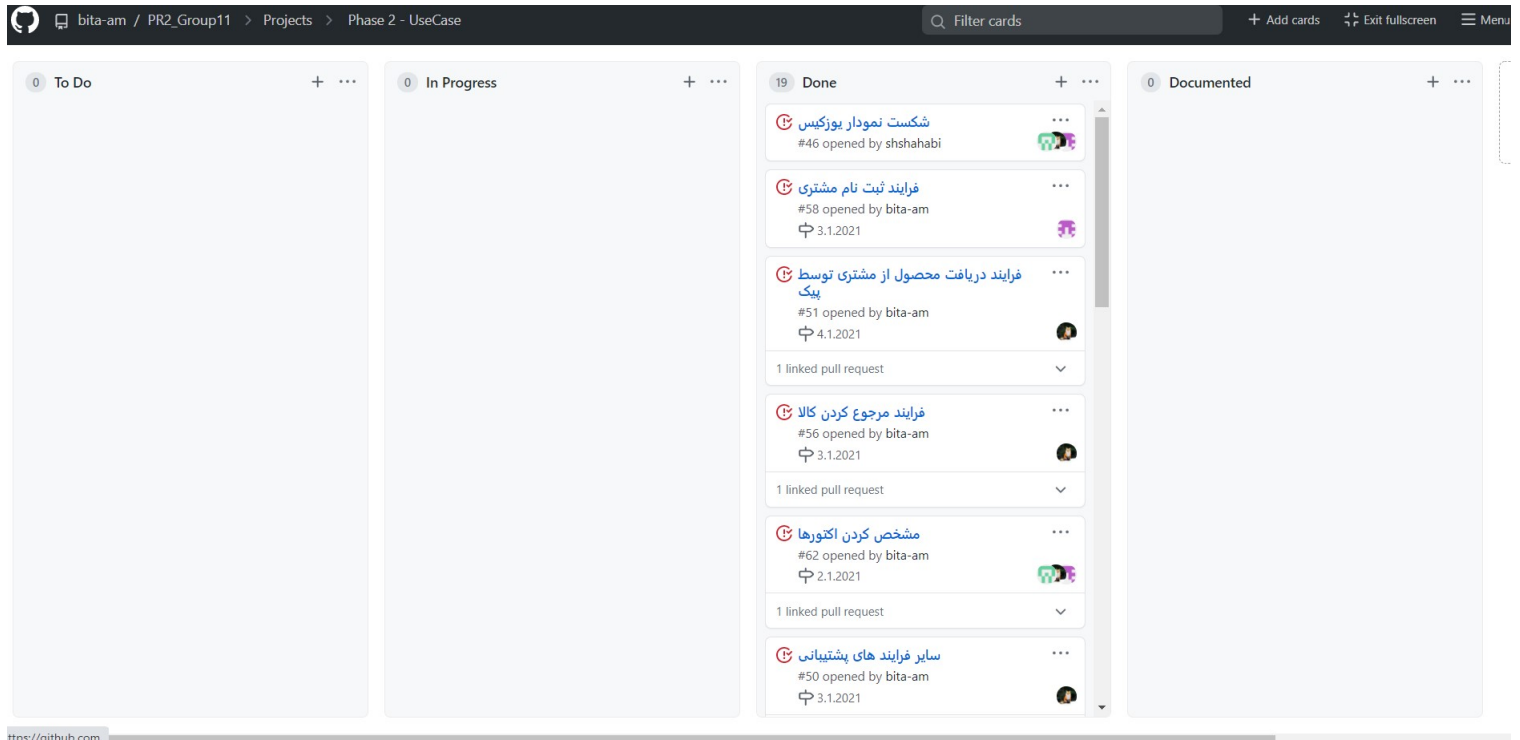 bita-am / PR2_Group11 > Projects > Phase 2 - UseCase
Filter cards
+ Add cards
Exit fullscreen
Menu
0 To Do
0 In Progress
19 Done
شکست نمودار یوزکیس
#46 opened by shshahabi
فرایند ثبت نام مشتری
#58 opened by bita-am
3.1.2021
فرایند دریافت محصول از مشتری توسط
پیک
#51 opened by bita-am
4.1.2021
1 linked pull request
فرایند مرجوع کردن کالا
#56 opened by bita-am
3.1.2021
1 linked pull request
مشخص کردن اکتورها
#62 opened by bita-am
2.1.2021
1 linked pull request
سایر فرایند های پشتیبانی
#50 opened by bita-am
3.1.2021
0 Documented
ttps://github.com